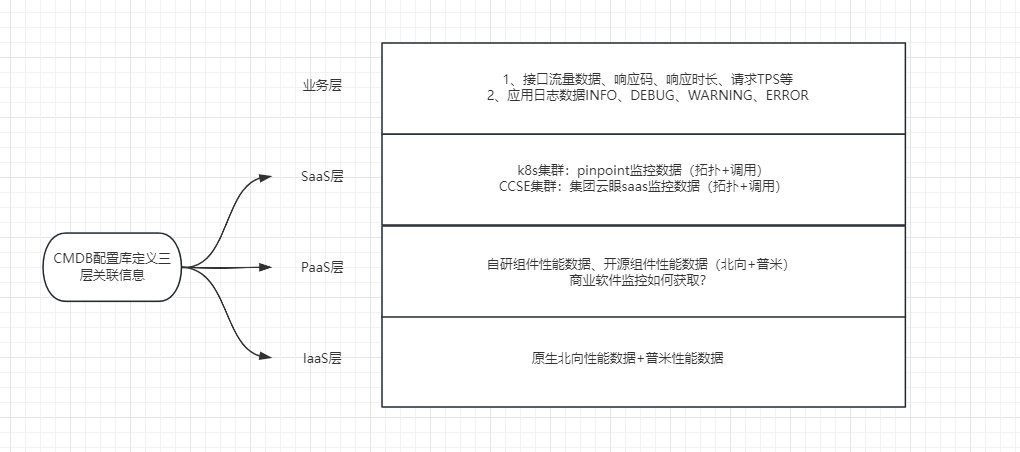 业务层
1、接口流量数据、响应码、响应时长、请求TPS等
2、应用日志数据INFO、DEBUG、WARNING、ERROR
SaaS层
k8s集群：pinpoint监控数据（拓扑+调用）
CCSE集群：集团云眼saas监控数据（拓扑+调用）
CMDB配置库定义三
层关联信息
PaaS层
自研组件性能数据、开源组件性能数据（北向+普米）
商业软件监控如何获取？
IaaS层
原生北向性能数据+普米性能数据